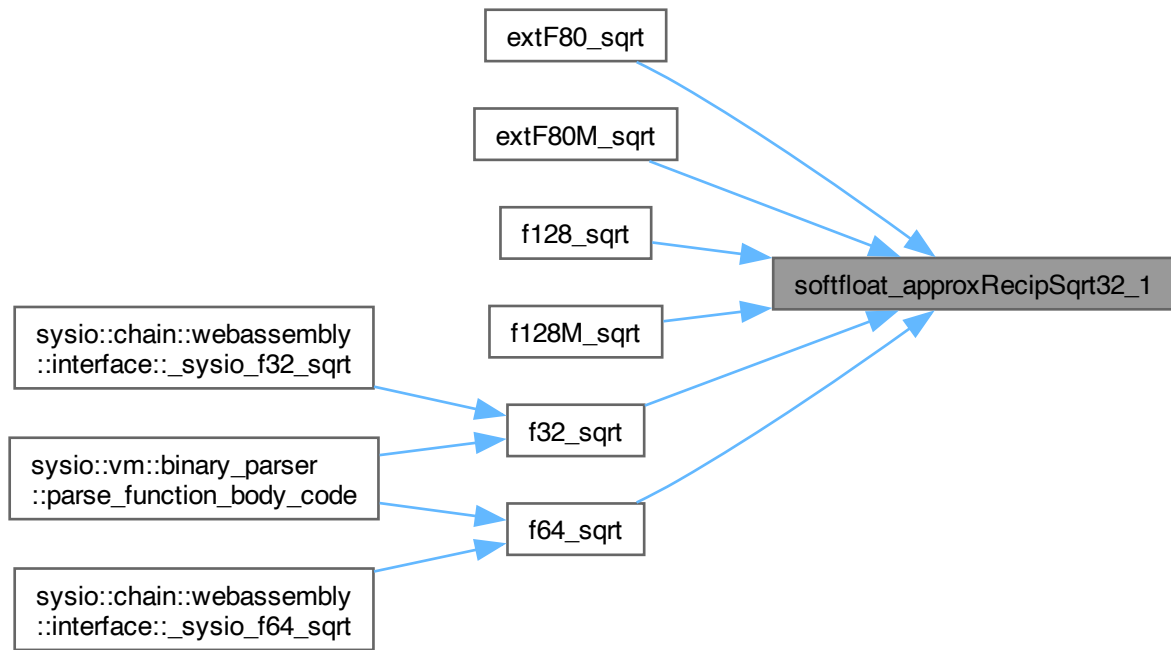 extF80_sqrt
extF80M_sqrt
f128_sqrt
softfloat_approxRecipSqrt32_1
f128M_sqrt
sysio::chain::webassembly
::interface::_sysio_f32_sqrt
f32_sqrt
sysio::vm::binary_parser
::parse_function_body_code
f64_sqrt
sysio::chain::webassembly
::interface::_sysio_f64_sqrt